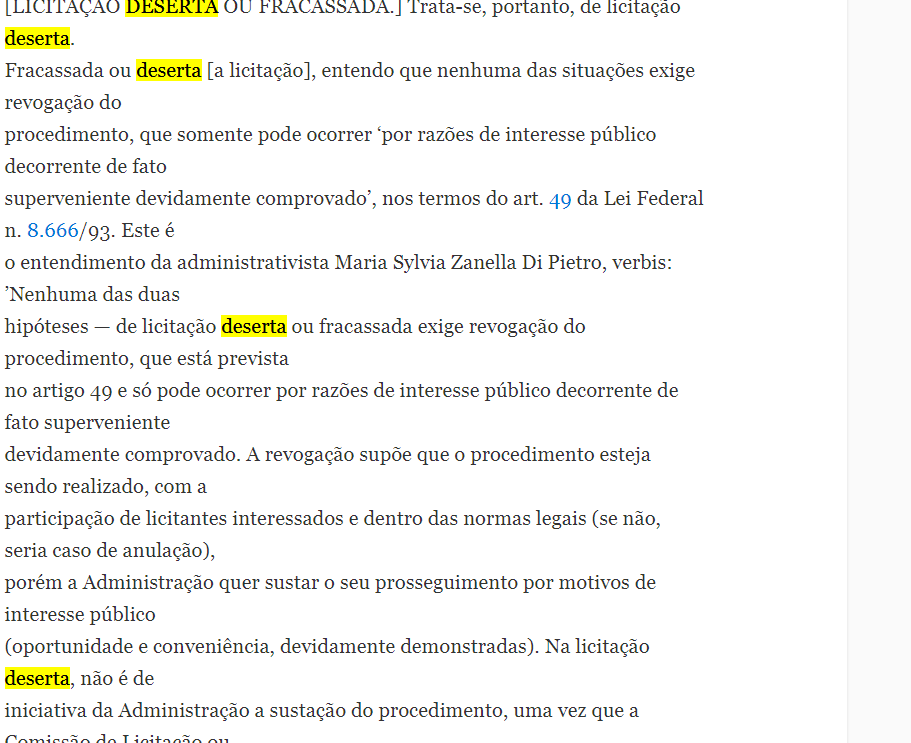 [LICITAÇÃO DESERTA OU FRACASSADA.] Trata-se, portanto, de licitação
deserta.
Fracassada ou deserta [a licitação], entendo que nenhuma das situações exige
revogação do
procedimento, que somente pode ocorrer ‘por razões de interesse público
decorrente de fato
superveniente devidamente comprovado’, nos termos do art. 49 da Lei Federal
n. 8.666/93. Este é
o entendimento da administrativista Maria Sylvia Zanella Di Pietro, verbis:
’Nenhuma das duas
hipóteses — de licitação deserta ou fracassada exige revogação do
procedimento, que está prevista
no artigo 49 e só pode ocorrer por razões de interesse público decorrente de
fato superveniente
devidamente comprovado. A revogação supõe que o procedimento esteja
sendo realizado, com a
participação de licitantes interessados e dentro das normas legais (se não,
seria caso de anulação),
porém a Administração quer sustar o seu prosseguimento por motivos de
interesse público
(oportunidade e conveniência, devidamente demonstradas). Na licitação
deserta, não é de
iniciativa da Administração a sustação do procedimento, uma vez que a
Comissão de Licitação ou